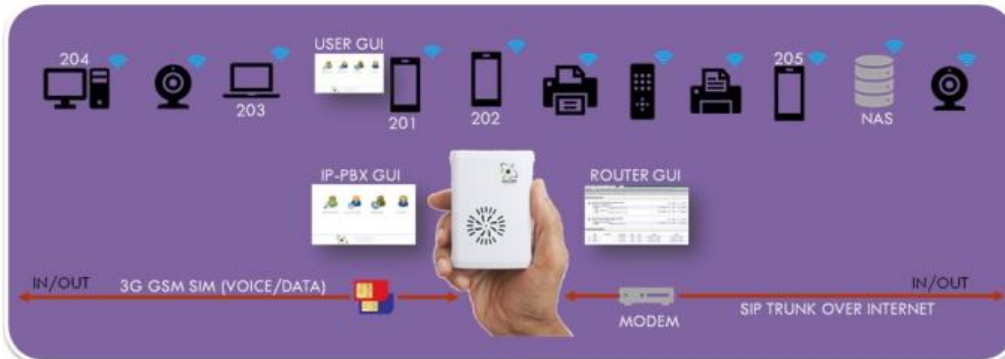 204
203
USER GUI
201
202
205
NAS
IP-PBX GUI
ROUTER GUI
IN/OUT
3G GSM SIM (VOICE/DATA)
MODEM
SIP TRUNK OVER INTERNET
IN/OUT